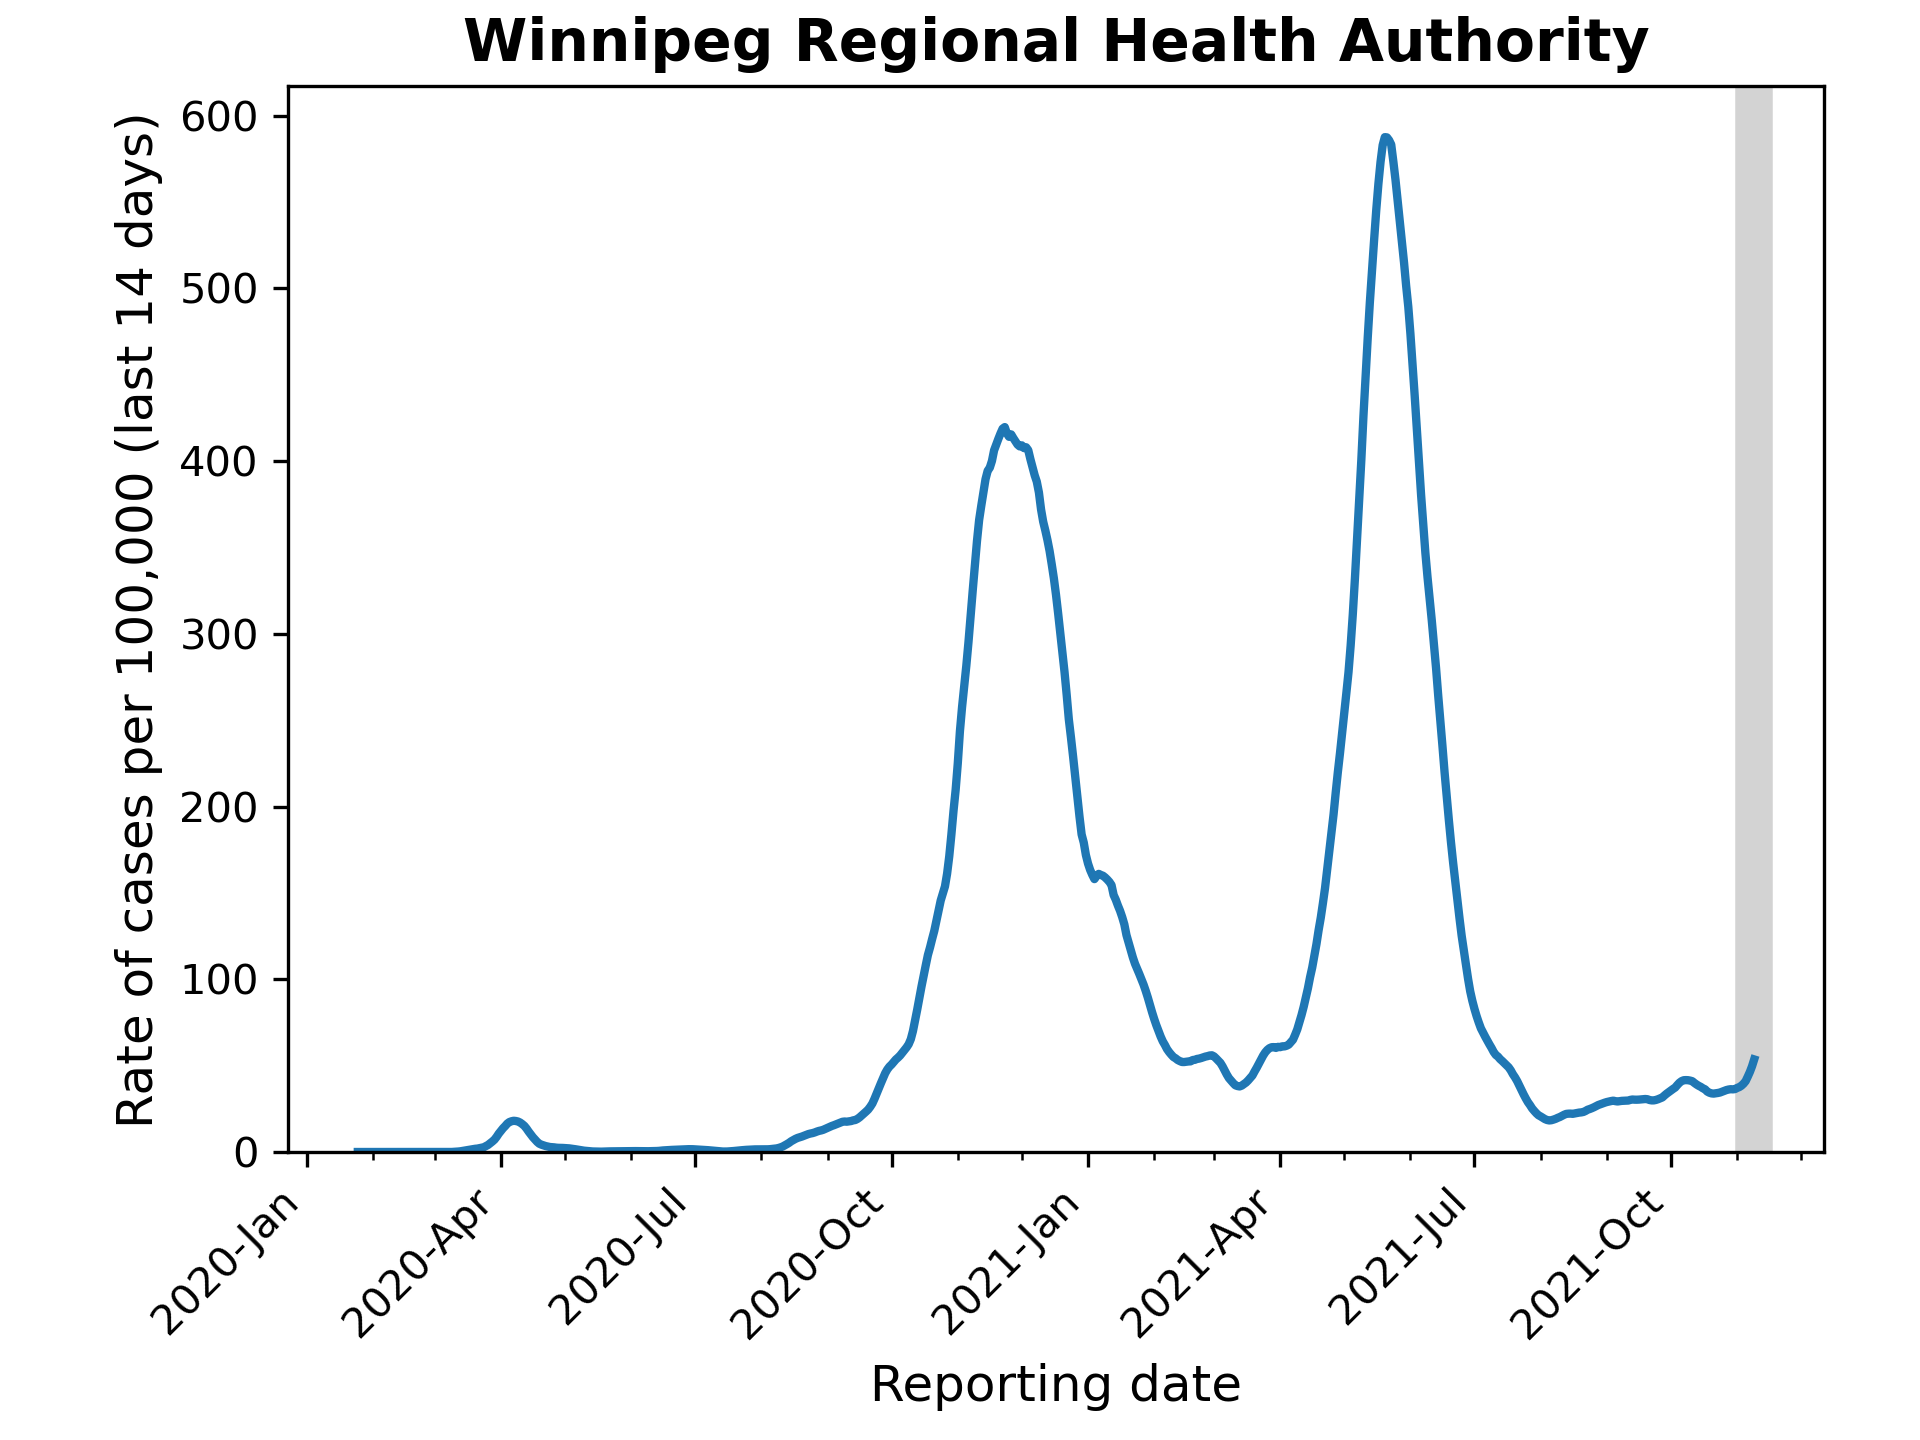 Winnipeg Regional Health Authority
Rate of cases per 100,000 (last 14 days)
600
500
400
300
200
100
0
2020-Jan
2020-Apr
2020-Jul
2020-Oct
2021-Jan
2021-Apr
2021-Jul
2021-Oct
Reporting date